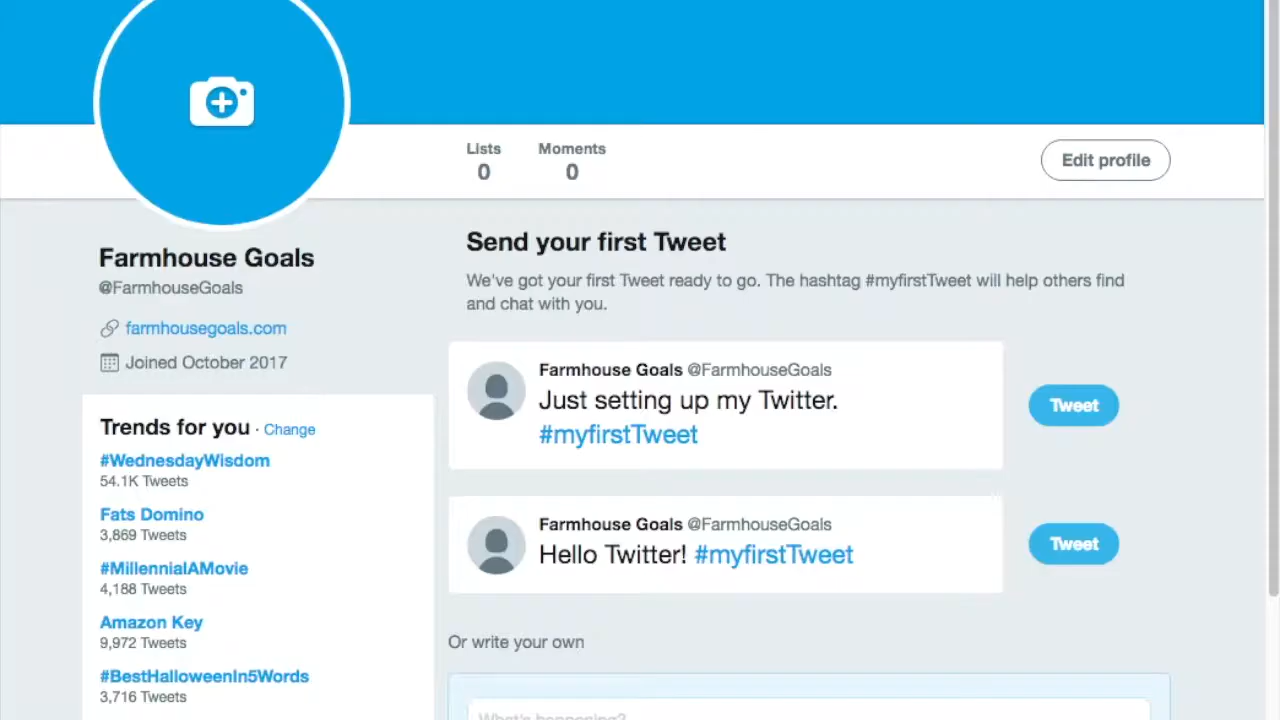 Lists
0
Moments
0
Edit profile
Farmhouse Goals
@FarmhouseGoals
farmhousegoals.com
Joined October 2017
Trends for you · Change
#WednesdayWisdom
54.1K Tweets
Fats Domino
3,869 Tweets
#MillennialAMovie
4,188 Tweets
Amazon Key
9,972 Tweets
#BestHalloweenIn5Words
3,716 Tweets
Send your first Tweet
We've got your first Tweet ready to go. The hashtag #myfirstTweet will help others find
and chat with you.
Farmhouse Goals @FarmhouseGoals
Just setting up my Twitter.
#myfirstTweet
Tweet
Farmhouse Goals @FarmhouseGoals
Hello Twitter! #myfirstTweet
Tweet
Or write your own
What's happening?